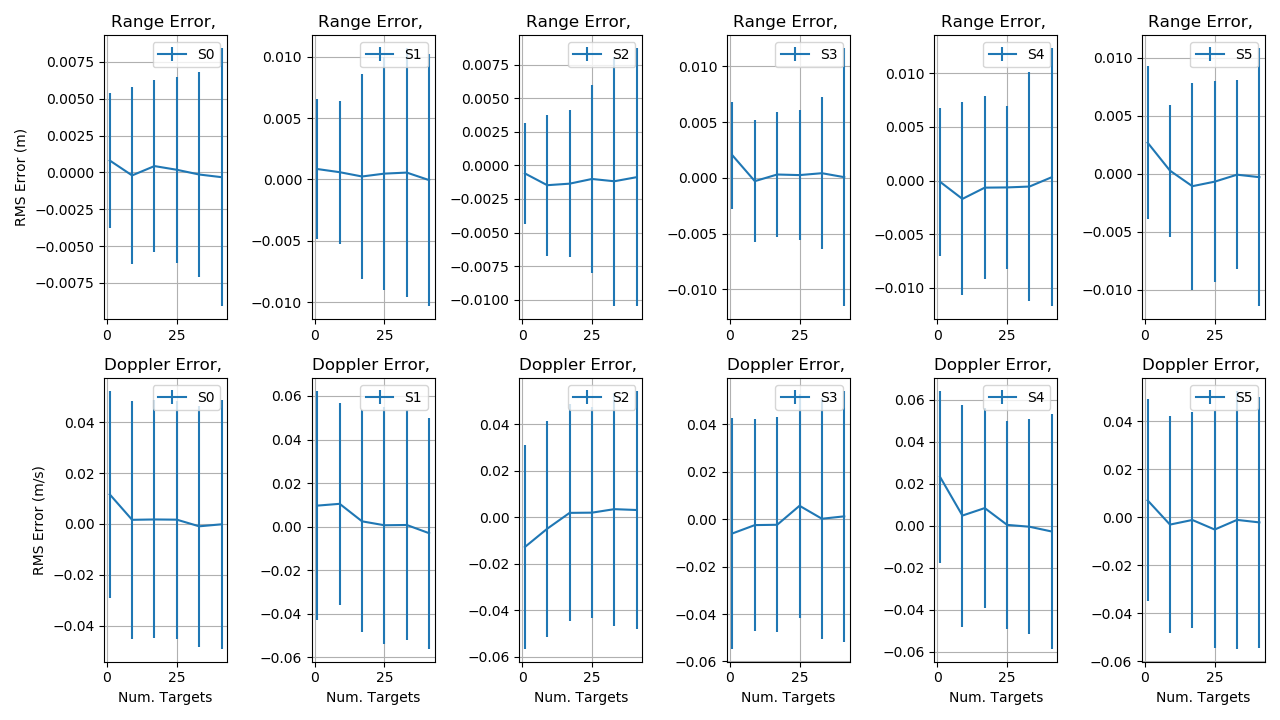 Range Error,
Range Error,
Range Error,
Range Error,
Range Error,
Range Error,
S0
S1
S2
S3
S4
S5
RMS Error (m)
0.0075
0.0050
0.0025
0.0000
−0.0025
−0.0050
−0.0075
0 25
0.010
0.005
0.000
−0.005
−0.010
0 25
0.0075
0.0050
0.0025
0.0000
−0.0025
−0.0050
−0.0075
−0.0100
0 25
0.010
0.005
0.000
−0.005
−0.010
0 25
0.010
0.005
0.000
−0.005
−0.010
0 25
0.010
0.005
0.000
−0.005
−0.010
0 25
Doppler Error,
Doppler Error,
Doppler Error,
Doppler Error,
Doppler Error,
Doppler Error,
S0
S1
S2
S3
S4
S5
RMS Error (m/s)
0.04
0.02
0.00
−0.02
−0.04
0 25
0.06
0.04
0.02
0.00
−0.02
−0.04
−0.06
0 25
0.04
0.02
0.00
−0.02
−0.04
−0.06
0 25
0.04
0.02
0.00
−0.02
−0.04
−0.06
0 25
0.06
0.04
0.02
0.00
−0.02
−0.04
−0.06
0 25
0.04
0.02
0.00
−0.02
−0.04
−0.06
0 25
Num. Targets
Num. Targets
Num. Targets
Num. Targets
Num. Targets
Num. Targets